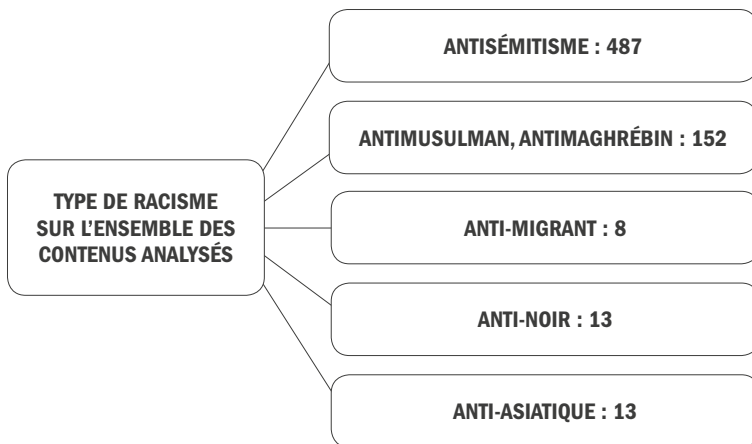 TYPE DE RACISME
SUR L'ENSEMBLE DES
CONTENUS ANALYSÉS
ANTISÉMITISME : 487
ANTIMUSULMAN, ANTIMAGHRÉBIN : 152
ANTI-MIGRANT : 8
ANTI-NOIR : 13
ANTI-ASIATIQUE : 13